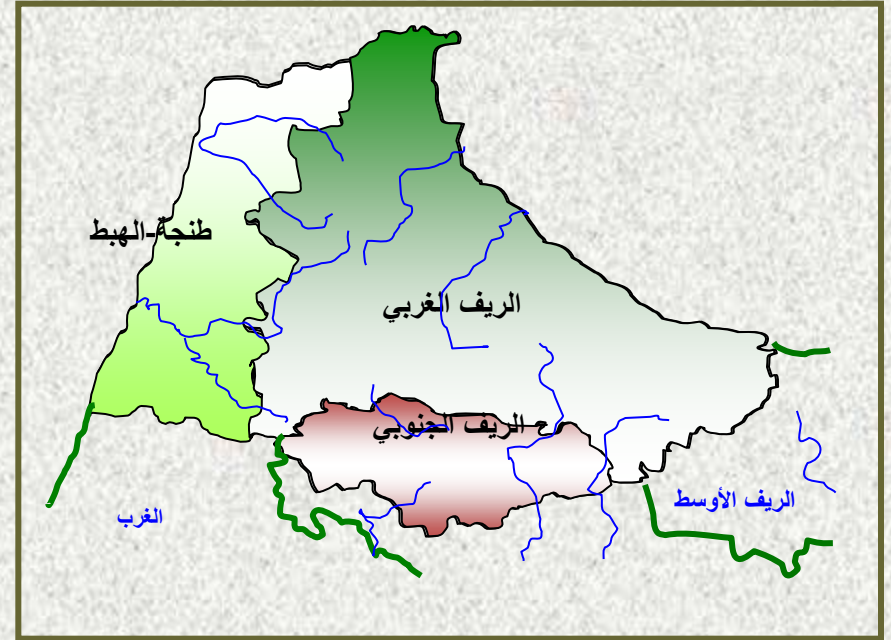 طنجة-الهبط
الريف الغربي
ح الريف الجنوبي
الريف الأوسط
الغرب